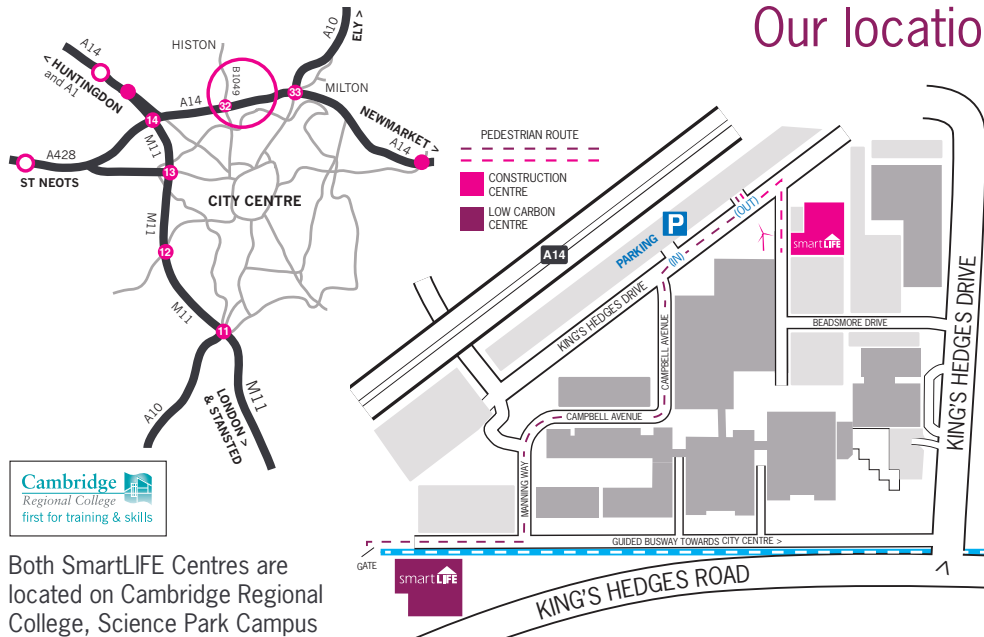 Our locatio
A14
< HUNTINGDON
and A1
HISTON
B1049
A10
ELY >
A14
32
33
MILTON
NEWMARKET >
A14
14
M11
A428
ST NEOTS
13
CITY CENTRE
M11
12
M11
11
A10
LONDON >
& STANSTED
M11
PEDESTRIAN ROUTE
CONSTRUCTION
CENTRE
LOW CARBON
CENTRE
A14
PARKING
P
(IN)
(OUT)
smartLIFE
KING'S HEDGES DRIVE
CAMPBELL AVENUE
CAMPBELL AVENUE
BEADSMORE DRIVE
KING'S HEDGES DRIVE
MANNING WAY
GUIDED BUSWAY TOWARDS CITY CENTRE >
GATE
smartLIFE
KING'S HEDGES ROAD
Cambridge
Regional College
first for training & skills
Both SmartLIFE Centres are
located on Cambridge Regional
College, Science Park Campus